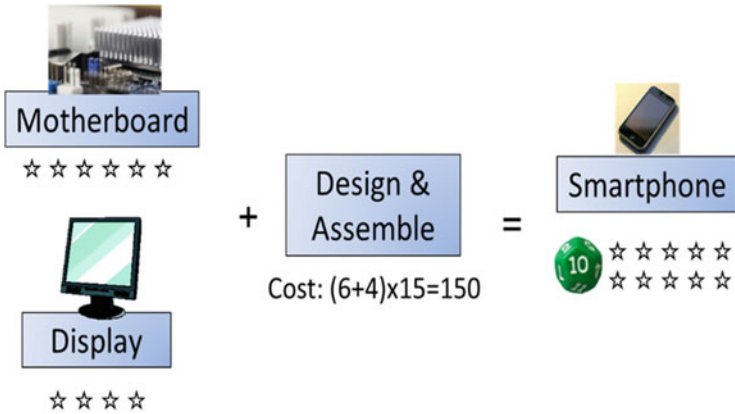 Motherboard
☆ ☆ ☆ ☆ ☆ ☆
+
Design &
Assemble
=
Smartphone
10
☆ ☆ ☆ ☆ ☆
☆ ☆ ☆ ☆ ☆
Cost: (6+4)x15=150
Display
☆ ☆ ☆ ☆